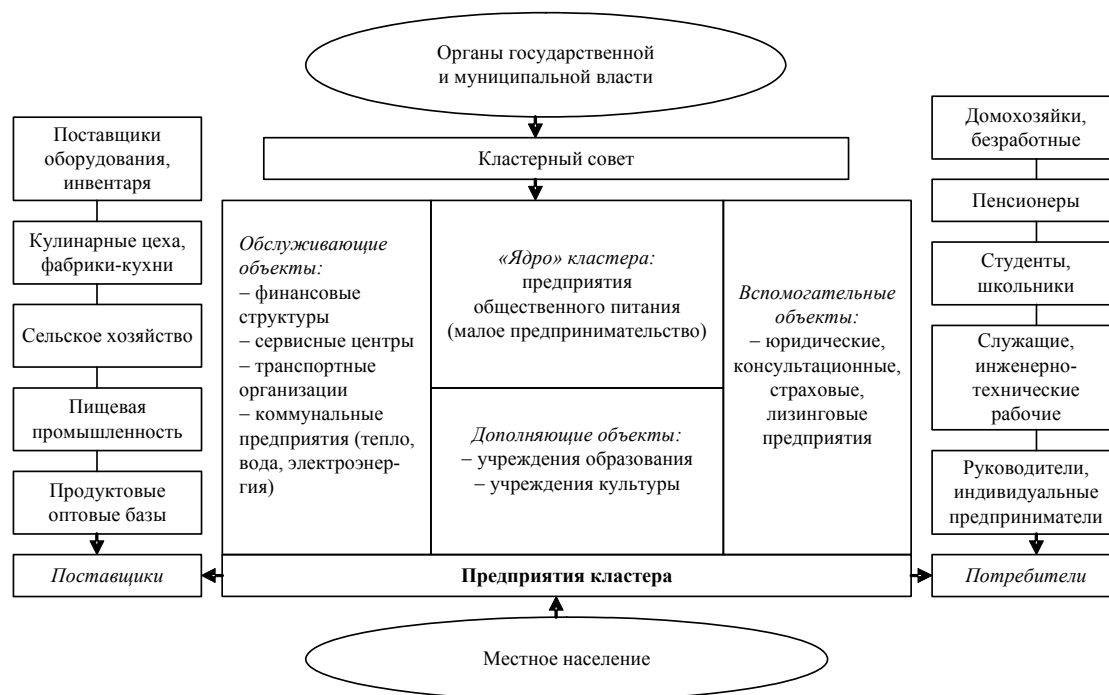 Органы государственной
и муниципальной власти
Кластерный совет
Поставщики
оборудования,
инвентаря
Кулинарные цеха,
фабрики-кухни
Сельское хозяйство
Пищевая
промышленность
Продуктовые
оптовые базы
Поставщики
Обслуживающие
объекты:
– финансовые
структуры
– сервисные центры
– транспортные
организации
– коммунальные
предприятия (тепло,
вода, электроэнер-
гия)
«Ядро» кластера:
предприятия
общественного питания
(малое предпринимательство)
Дополняющие объекты:
– учреждения образования
– учреждения культуры
Вспомогательные
объекты:
– юридические,
консультационные,
страховые,
лизинговые
предприятия
Предприятия кластера
Домохозяйки,
безработные
Пенсионеры
Студенты,
школьники
Служащие,
инженерно-
технические
рабочие
Руководители,
индивидуальные
предприниматели
Потребители
Местное население